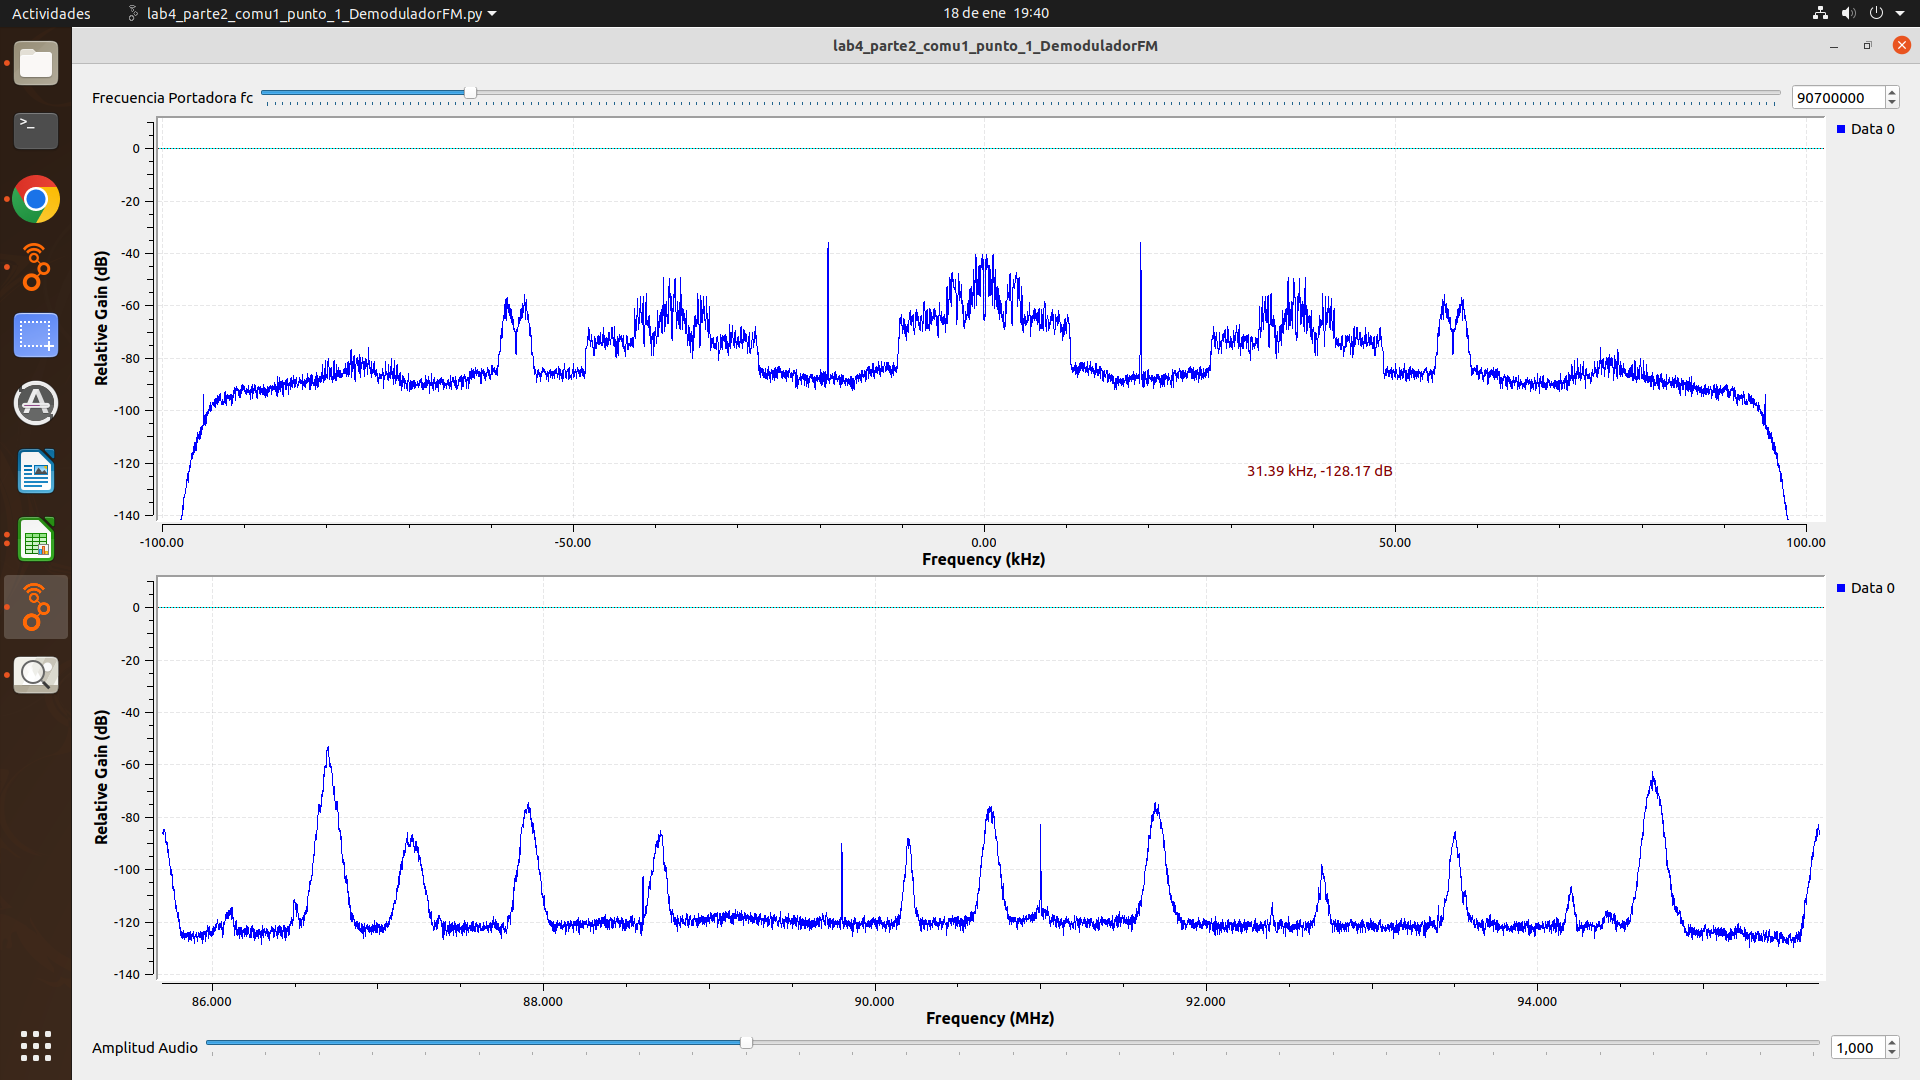 Actividades
lab4_parte2_comu1_punto_1_DemoduladorFM.py
18 de ene 19:40
lab4_parte2_comu1_punto_1_DemoduladorFM
Frecuencia Portadora fc
90700000
Data 0
Relative Gain (dB)
0
-20
-40
-60
-80
-100
-120
-140
31.39 kHz, -128.17 dB
-100.00
-50.00
0.00
50.00
100.00
Frequency (kHz)
Data 0
Relative Gain (dB)
0
-20
-40
-60
-80
-100
-120
-140
86.000
88.000
90.000
92.000
94.000
Frequency (MHz)
Amplitud Audio
1,000